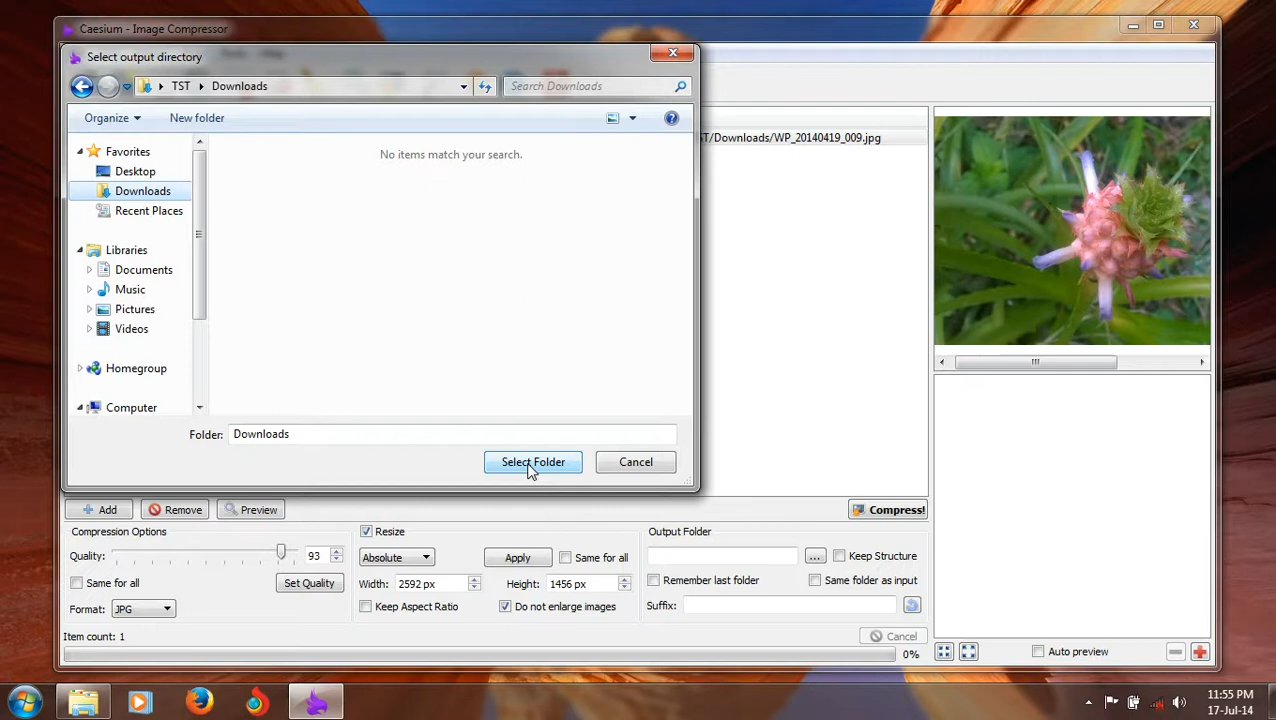 Caesium - Image Compressor
Select output directory
TST Downloads
Search Downloads
Organize
New folder
No items match your search.
Favorites
Desktop
Downloads
Recent Places
Libraries
Documents
Music
Pictures
Videos
Homegroup
Computer
Folder: Downloads
Select Folder
Cancel
ST/Downloads/WP_20140419_009.jpg
Add
Remove
Preview
Compress!
Compression Options
Quality: 93
Same for all
Set Quality
Format: JPG
Resize
Absolute
Apply
Same for all
Width: 2592 px
Height: 1456 px
Keep Aspect Ratio
Do not enlarge images
Output Folder
...
Keep Structure
Remember last folder
Same folder as input
Suffix:
Item count: 1
Cancel
0%
Auto preview
11:55 PM
17-Jul-14